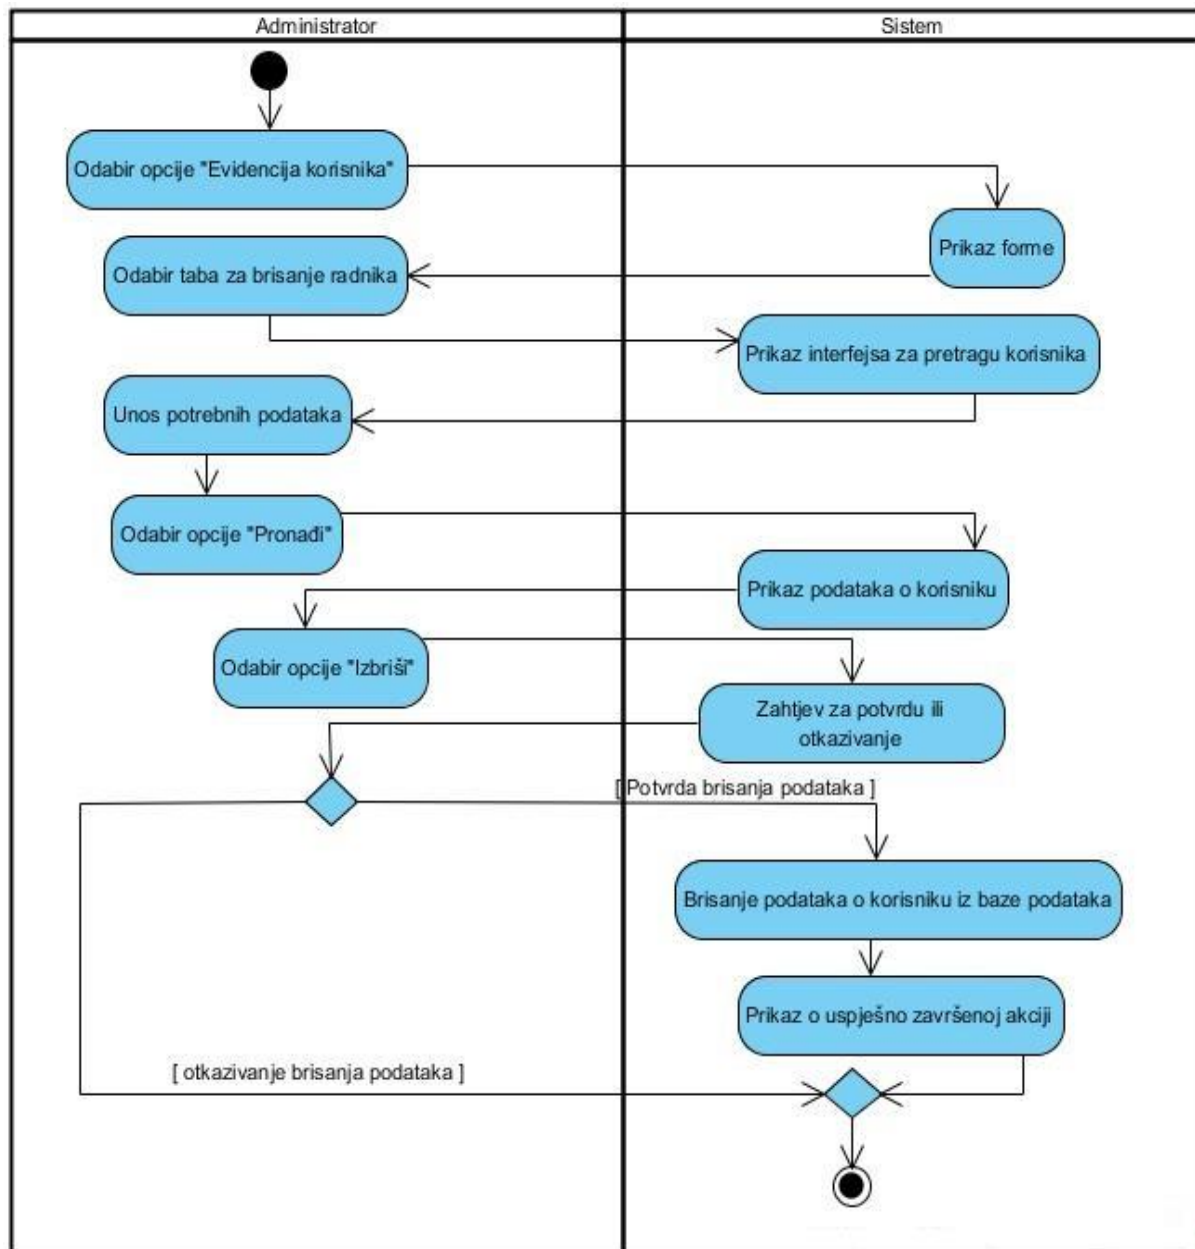 Administrator
Sistem
Odabir opcije "Evidencija korisnika"
Prikaz forme
Odabir taba za brisanje radnika
Prikaz interfejsa za pretragu korisnika
Unos potrebnih podataka
Odabir opcije "Pronađi"
Prikaz podataka o korisniku
Odabir opcije "Izbriši"
Zahtjev za potvrdu ili
otkazivanje
[ Potvrda brisanja podataka ]
Brisanje podataka o korisniku iz baze podataka
Prikaz o uspješno završenoj akciji
[ otkazivanje brisanja podataka ]